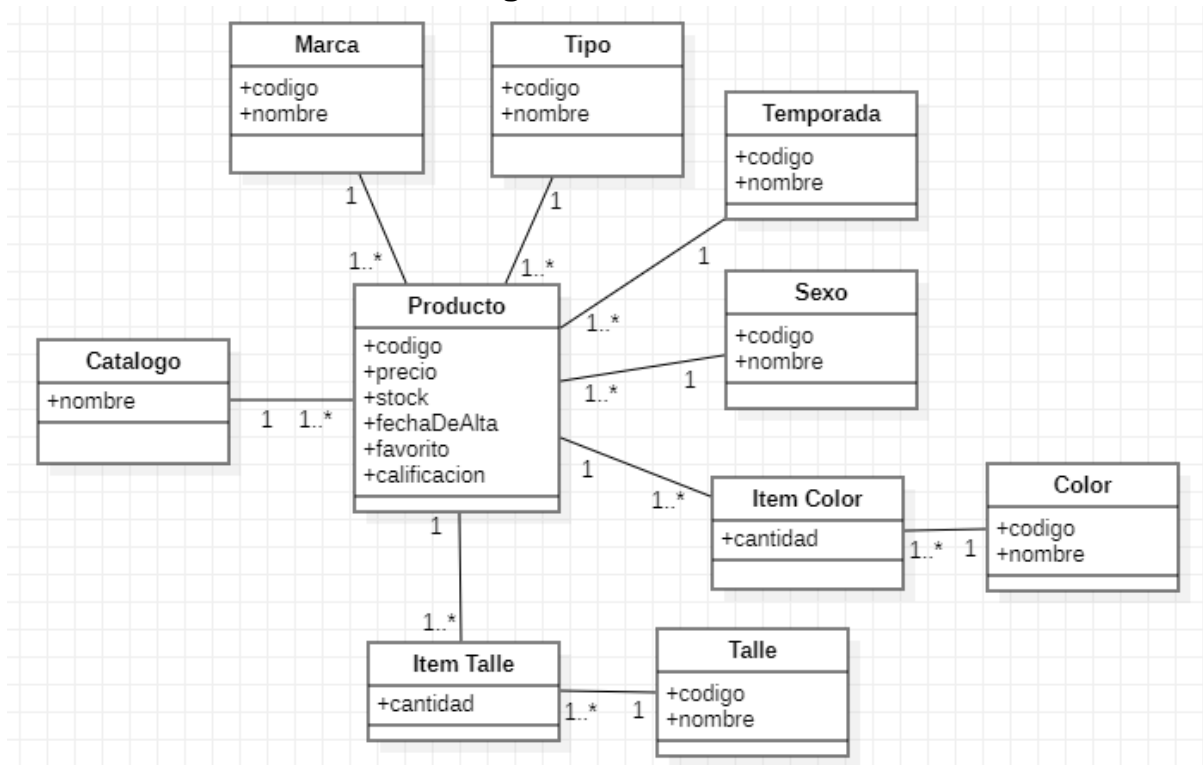 Marca
+codigo
+nombre
1
1..*
Tipo
+codigo
+nombre
1
1..*
Temporada
+codigo
+nombre
1
1..*
Sexo
+codigo
+nombre
1
1..*
Catalogo
+nombre
1
1..*
Producto
+codigo
+precio
+stock
+fechaDeAlta
+favorito
+calificacion
1
1..*
Item Color
+cantidad
1..*
1
Color
+codigo
+nombre
1
1..*
Item Talle
+cantidad
1..*
1
Talle
+codigo
+nombre